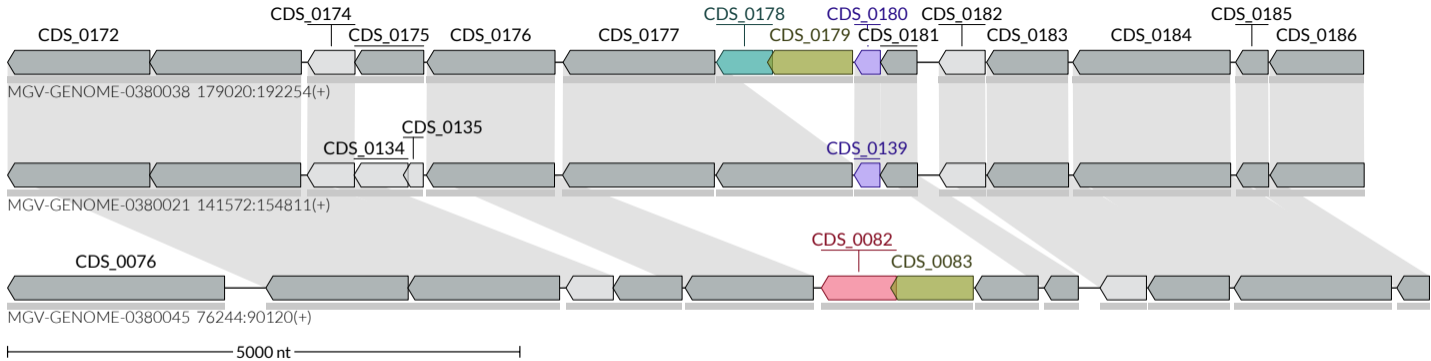 CDS_0174 CDS_0178 CDS_0180 CDS_0182 CDS_0185
CDS_0172 CDS_0175 CDS_0176 CDS_0177 CDS_0179 CDS_0181 CDS_0183 CDS_0184 CDS_0186
MGV-GENOME-0380038 179020:192254(+)
CDS_0135
CDS_0134 CDS_0139
MGV-GENOME-0380021 141572:154811(+)
CDS_0082
CDS_0076 CDS_0083
MGV-GENOME-0380045 76244:90120(+)
5000 nt